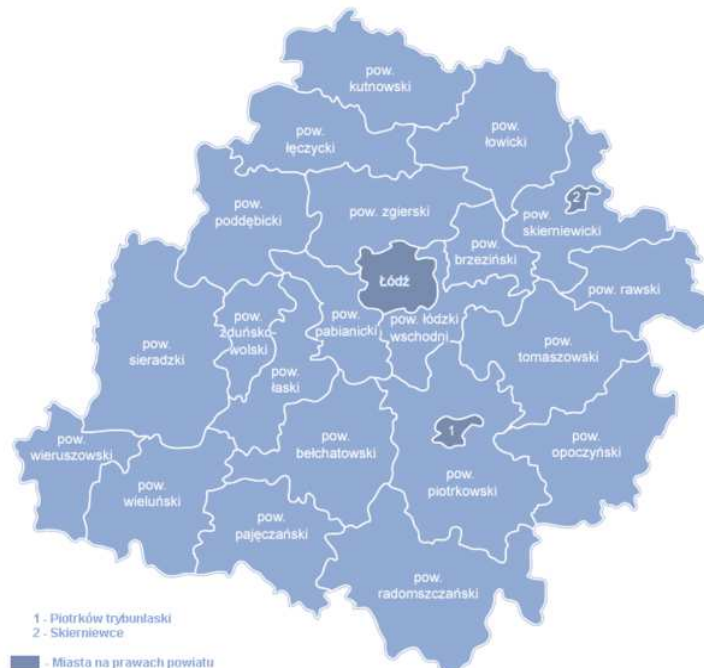 pow.
kutnowski
pow.
łęczycki
pow.
łowicki
pow.
poddębicki
pow. zgierski
2
pow.
skierniewicki
pow.
brzeziński
Łódź
pow. rawski
pow.
zduńsko-
wolski
pow.
pabianicki
pow. łódzki
wschodni
pow.
tomaszowski
pow.
sieradzki
pow.
łaski
pow.
wieruszowski
pow.
bełchatowski
1
pow.
opoczyński
pow.
wieluński
pow.
piotrkowski
pow.
pajęczański
pow.
radomszczański
1 - Piotrków trybunlaski
2 - Skierniewce
- Miasta na prawach powiatu